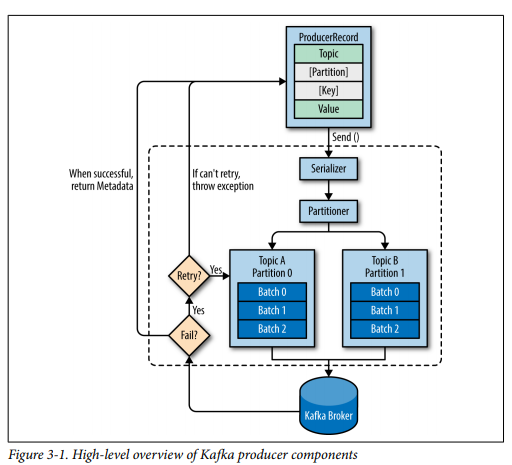 ProducerRecord
Topic
[Partition]
[Key]
Value
Send ()
When successful,
return Metadata
If can't retry,
throw exception
Serializer
Partitioner
Retry?
Yes
Topic A
Partition 0
Batch 0
Batch 1
Batch 2
Topic B
Partition 1
Batch 0
Batch 1
Batch 2
Yes
Fail?
Kafka Broker
Figure 3-1. High-level overview of Kafka producer components